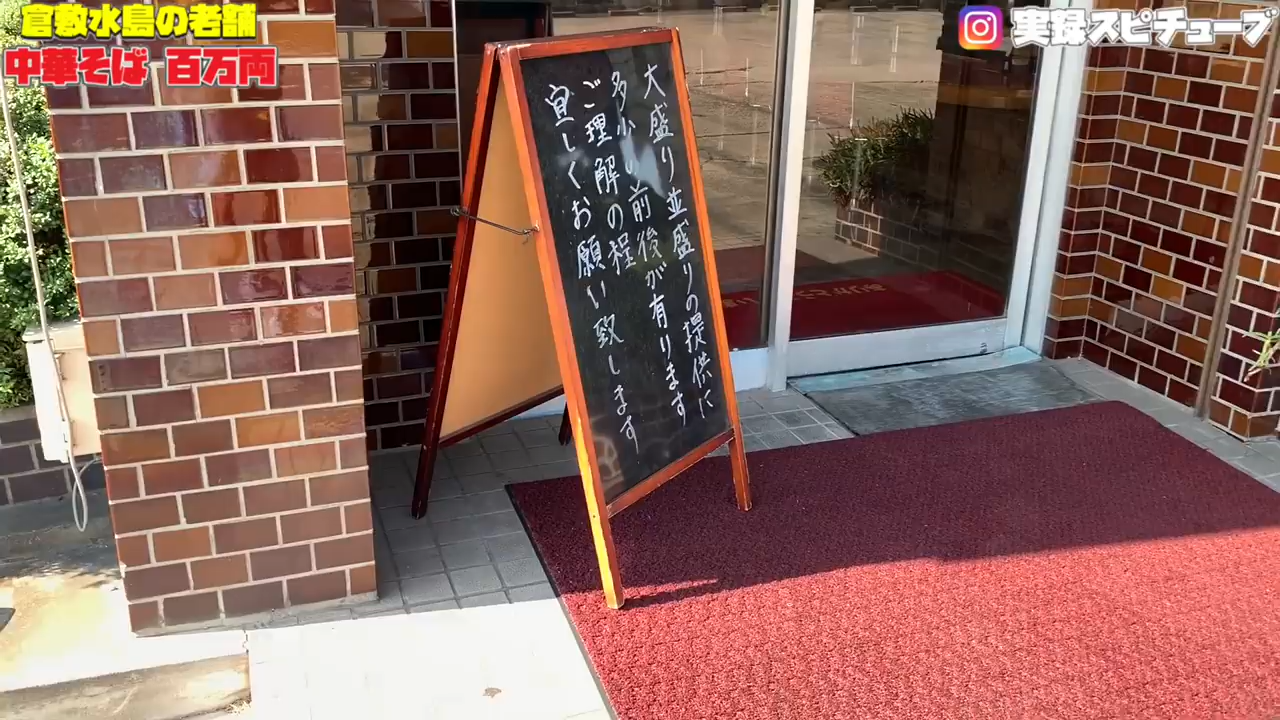 倉敷水島の老舗
中華そば 百万両
実録スピチューブ
大盛り並盛りの提供に
多少の前後が有ります
ご理解の程
宜しくお願い致します